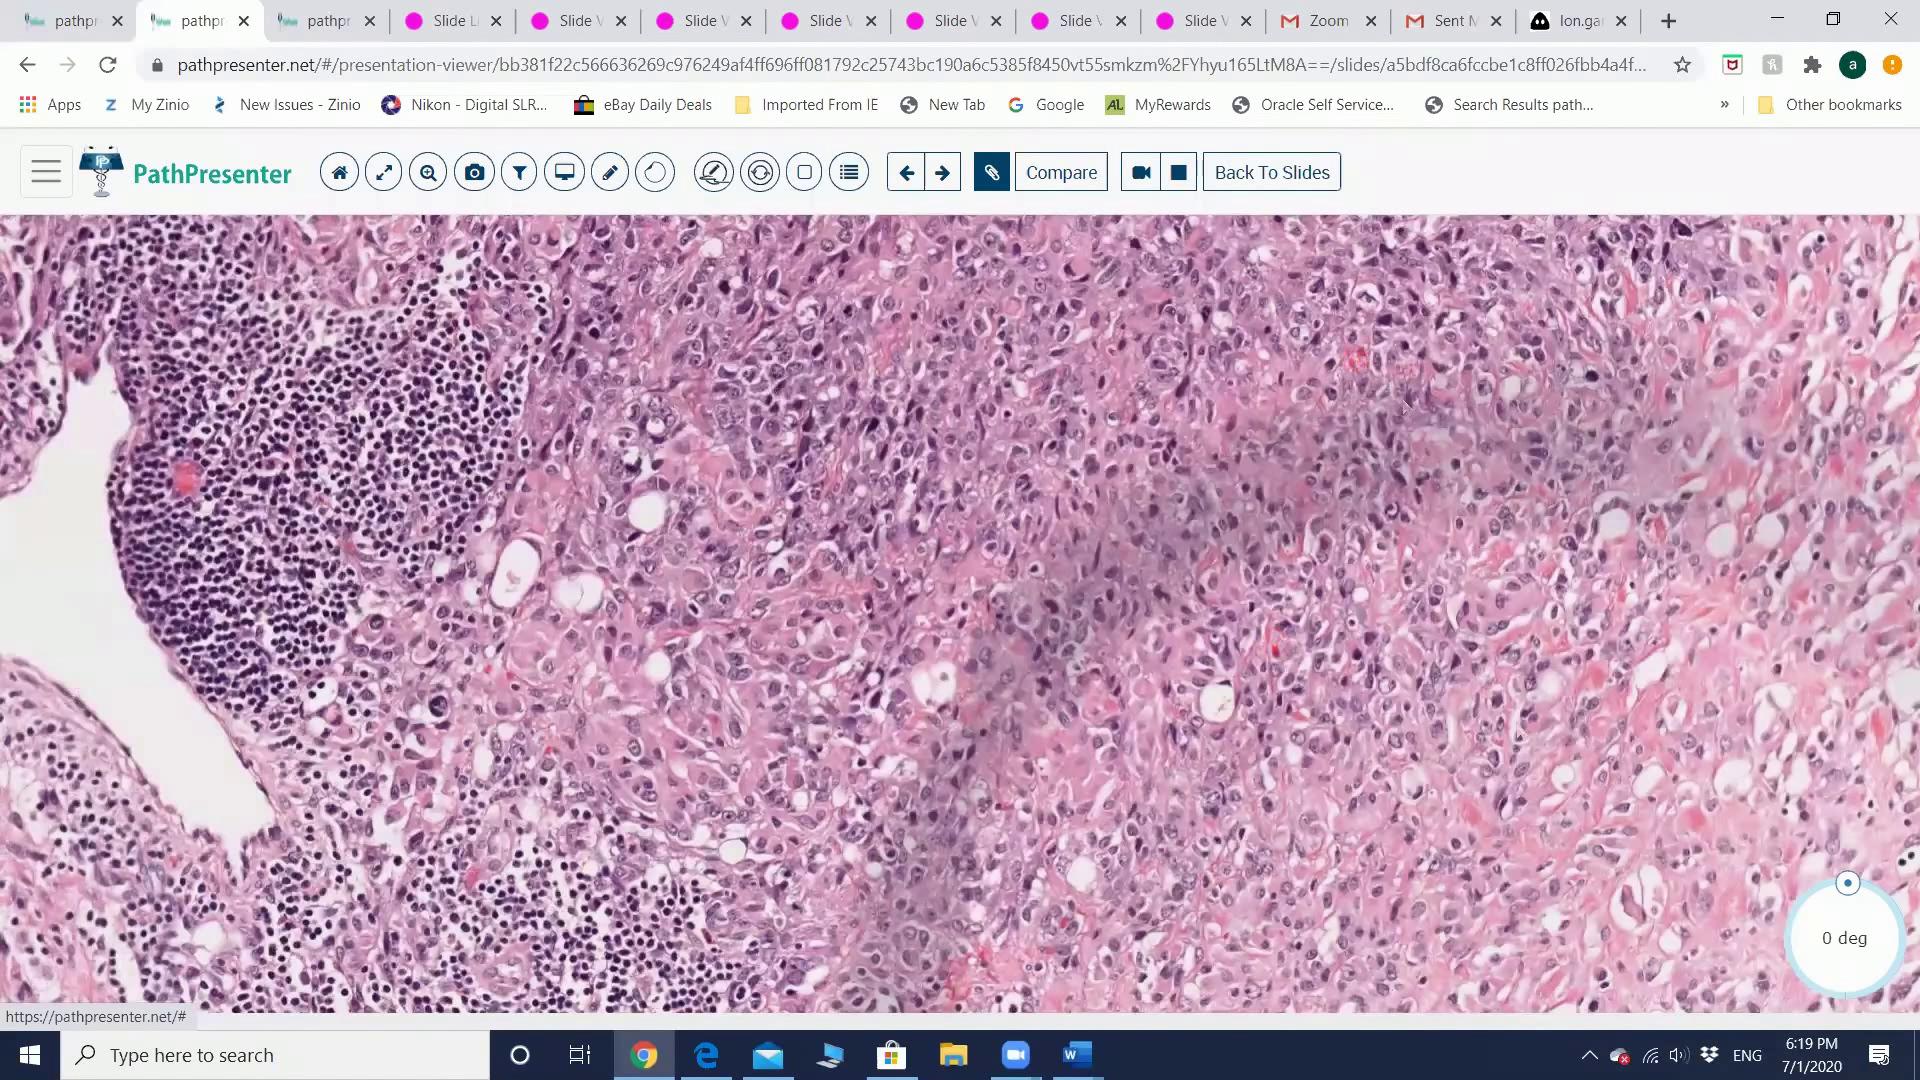 pathpr pathpr pathpr Slide L Slide V Slide V Slide V Slide V Slide V Slide V Zoom Sent M lon.gar
pathpresenter.net/#/presentation-viewer/bb381f22c566636269c976249af4ff696ff081792c25743bc190a6c5385f8450vt55smkzm%2FYhyu165LtM8A==/slides/a5bdf8ca6fccbe1c8ff026fbb4a4f... a
Apps Z My Zinio New Issues - Zinio Nikon - Digital SLR... eBay Daily Deals Imported From IE New Tab Google AL MyRewards Oracle Self Service... Search Results path... » Other bookmarks
PP PathPresenter Compare Back To Slides
0 deg
https://pathpresenter.net/#
Type here to search ENG 6:19 PM
7/1/2020